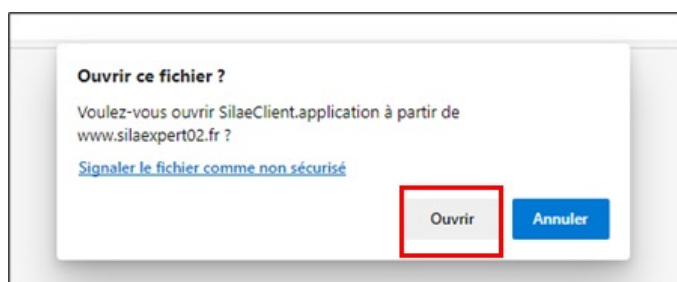 Ouvrir ce fichier ?
Voulez-vous ouvrir SilaeClient.application à partir de
www.silaexpert02.fr ?
Signaler le fichier comme non sécurisé
Ouvrir
Annuler